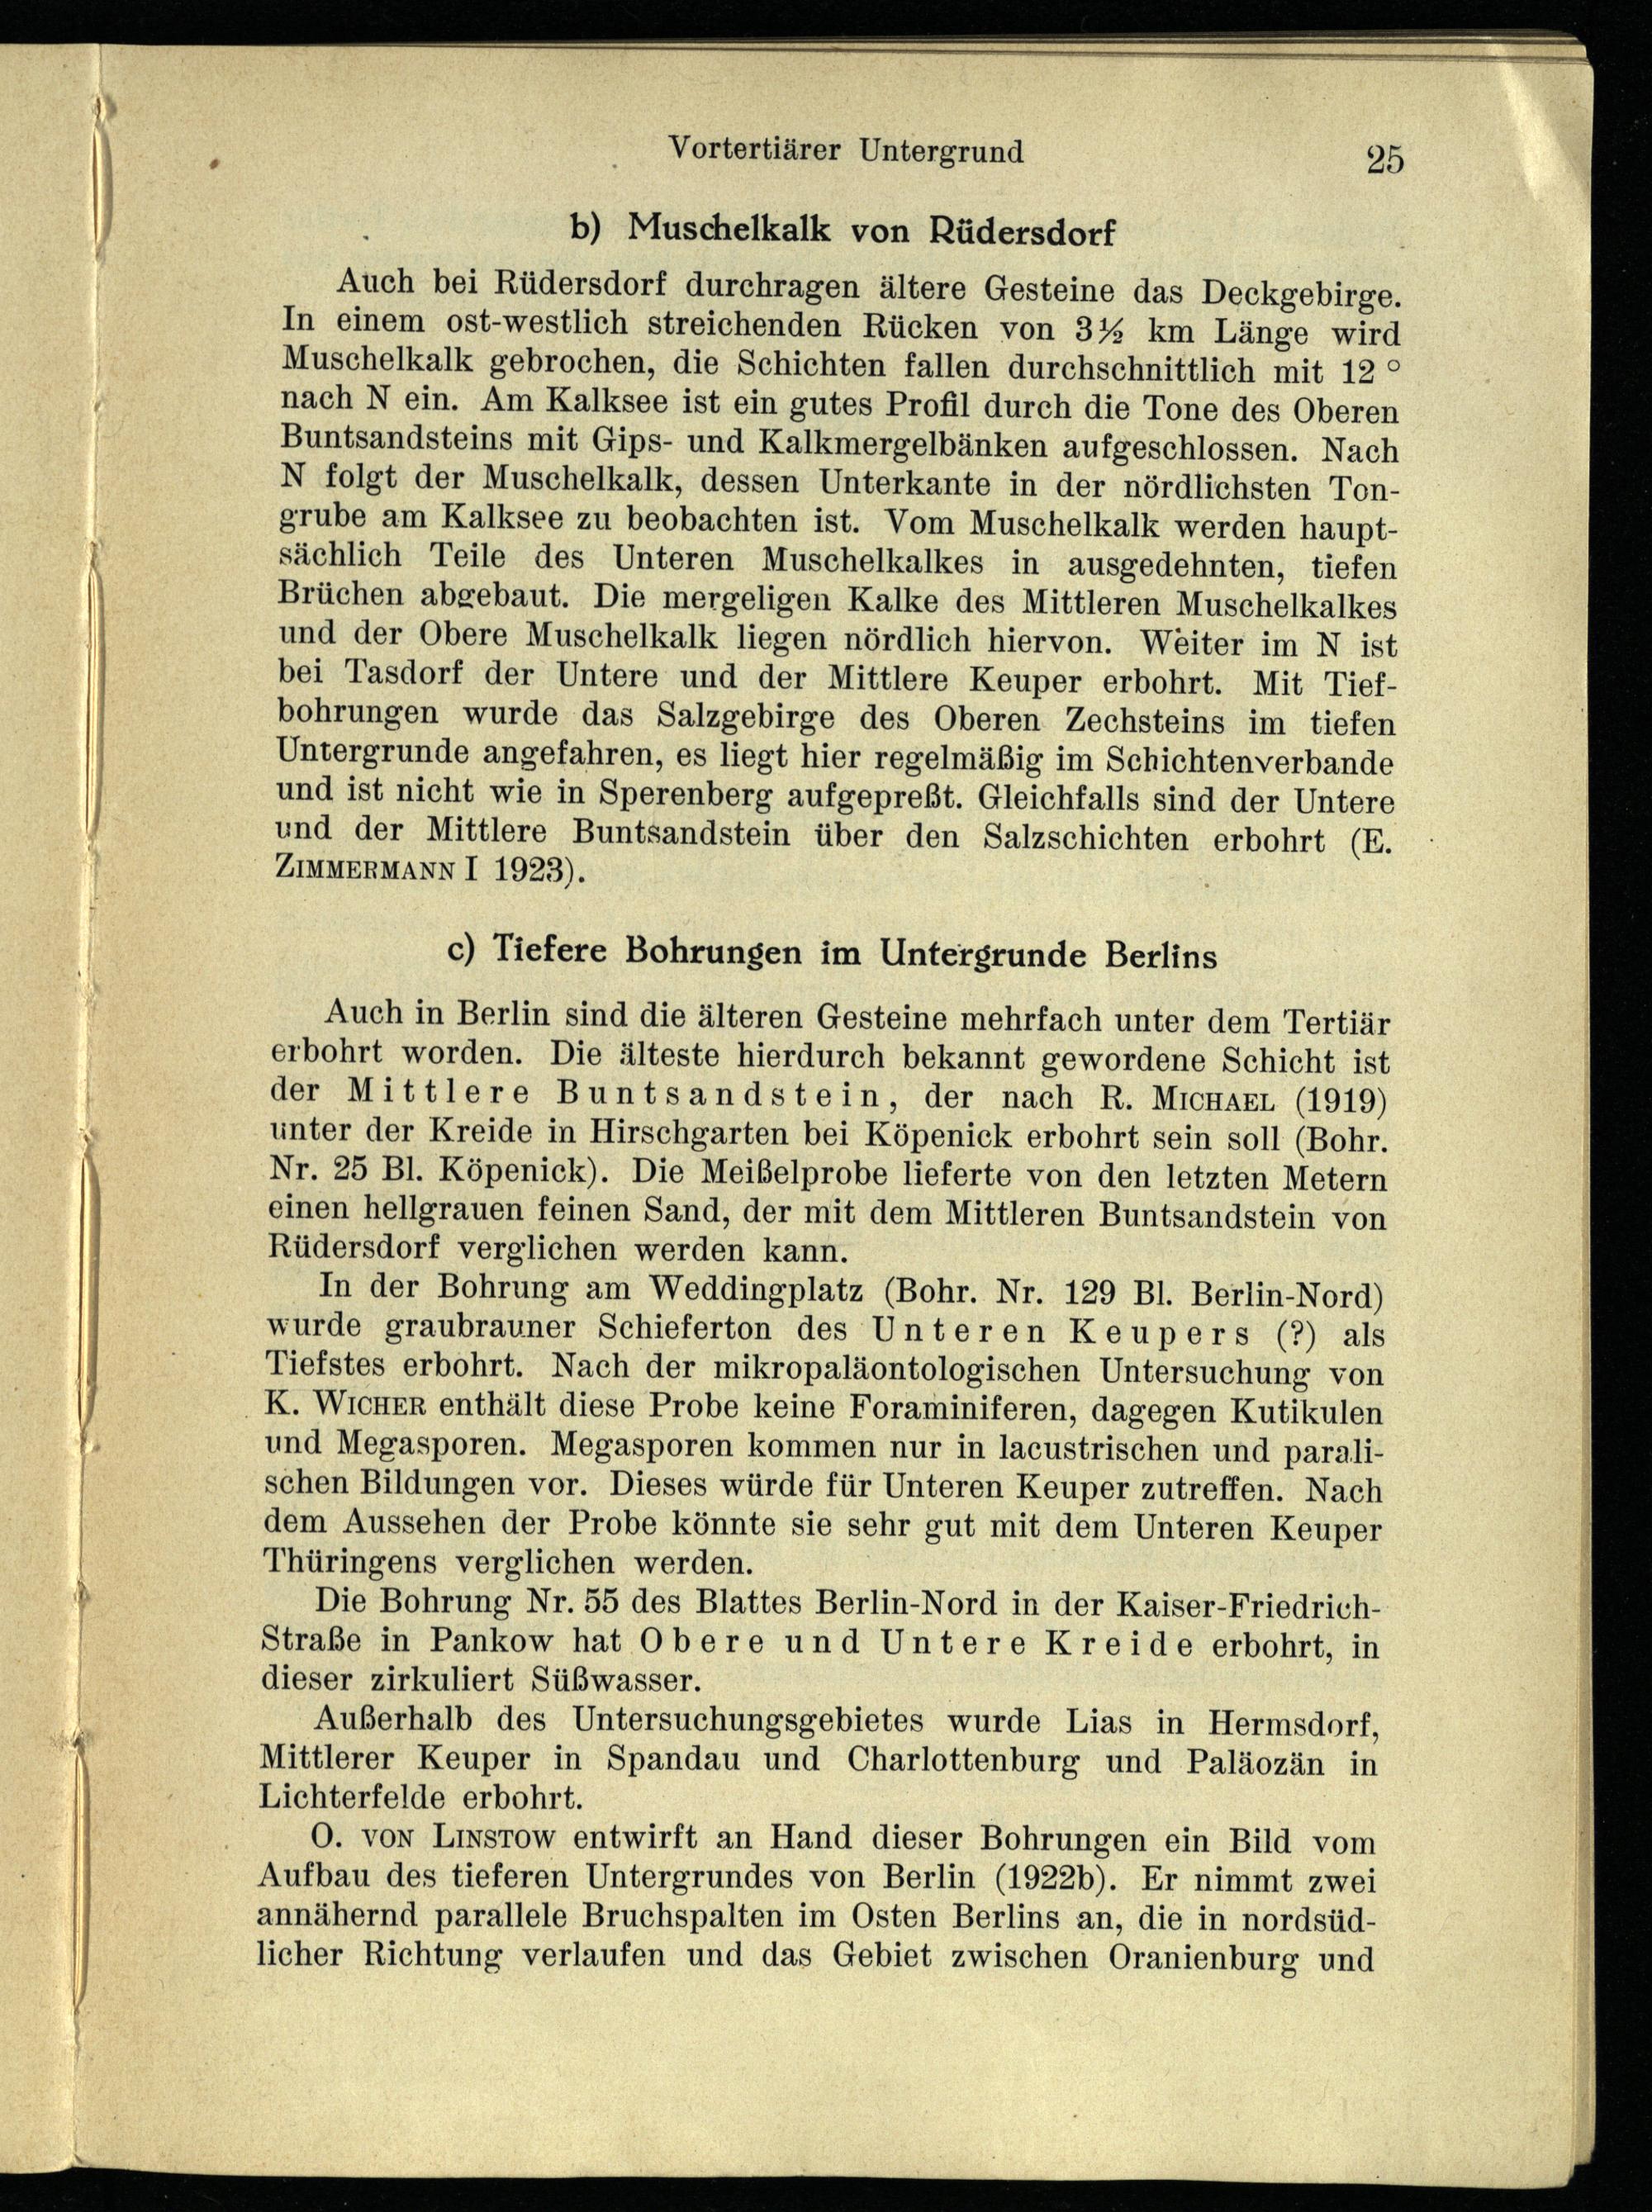 Vortertiärer Untergrund 25
b) Muschelkalk von Rüdersdorf
Auch bei Rüdersdorf durchragen ältere Gesteine das Deckgebirge.
In einem ost-westlich streichenden Rücken von 3½ km Länge wird
Muschelkalk gebrochen, die Schichten fallen durchschnittlich mit 12 °
nach N ein. Am Kalksee ist ein gutes Profil durch die Tone des Oberen
Buntsandsteins mit Gips- und Kalkmergelbänken aufgeschlossen. Nach
N folgt der Muschelkalk, dessen Unterkante in der nördlichsten Ton-
grube am Kalksee zu beobachten ist. Vom Muschelkalk werden haupt-
sächlich Teile des Unteren Muschelkalkes in ausgedehnten, tiefen
Brüchen abgebaut. Die mergeligen Kalke des Mittleren Muschelkalkes
und der Obere Muschelkalk liegen nördlich hiervon. Weiter im N ist
bei Tasdorf der Untere und der Mittlere Keuper erbohrt. Mit Tief-
bohrungen wurde das Salzgebirge des Oberen Zechsteins im tiefen
Untergrunde angefahren, es liegt hier regelmäßig im Schichtenverbande
und ist nicht wie in Sperenberg aufgepreßt. Gleichfalls sind der Untere
und der Mittlere Buntsandstein über den Salzschichten erbohrt (E.
ZIMMERMANN I 1923).
c) Tiefere Bohrungen im Untergrunde Berlins
Auch in Berlin sind die älteren Gesteine mehrfach unter dem Tertiär
erbohrt worden. Die älteste hierdurch bekannt gewordene Schicht ist
der Mittlere Buntsandstein, der nach R. MICHAEL (1919)
unter der Kreide in Hirschgarten bei Köpenick erbohrt sein soll (Bohr.
Nr. 25 Bl. Köpenick). Die Meißelprobe lieferte von den letzten Metern
einen hellgrauen feinen Sand, der mit dem Mittleren Buntsandstein von
Rüdersdorf verglichen werden kann.
In der Bohrung am Weddingplatz (Bohr. Nr. 129 Bl. Berlin-Nord)
wurde graubrauner Schieferton des Unteren Keupers (?) als
Tiefstes erbohrt. Nach der mikropaläontologischen Untersuchung von
K. WICHER enthält diese Probe keine Foraminiferen, dagegen Kutikulen
und Megasporen. Megasporen kommen nur in lacustrischen und parali-
schen Bildungen vor. Dieses würde für Unteren Keuper zutreffen. Nach
dem Aussehen der Probe könnte sie sehr gut mit dem Unteren Keuper
Thüringens verglichen werden.
Die Bohrung Nr. 55 des Blattes Berlin-Nord in der Kaiser-Friedrich-
Straße in Pankow hat Obere und Untere Kreide erbohrt, in
dieser zirkuliert Süßwasser.
Außerhalb des Untersuchungsgebietes wurde Lias in Hermsdorf,
Mittlerer Keuper in Spandau und Charlottenburg und Paläozän in
Lichterfelde erbohrt.
O. VON LINSTOW entwirft an Hand dieser Bohrungen ein Bild vom
Aufbau des tieferen Untergrundes von Berlin (1922b). Er nimmt zwei
annähernd parallele Bruchspalten im Osten Berlins an, die in nordsüd-
licher Richtung verlaufen und das Gebiet zwischen Oranienburg und